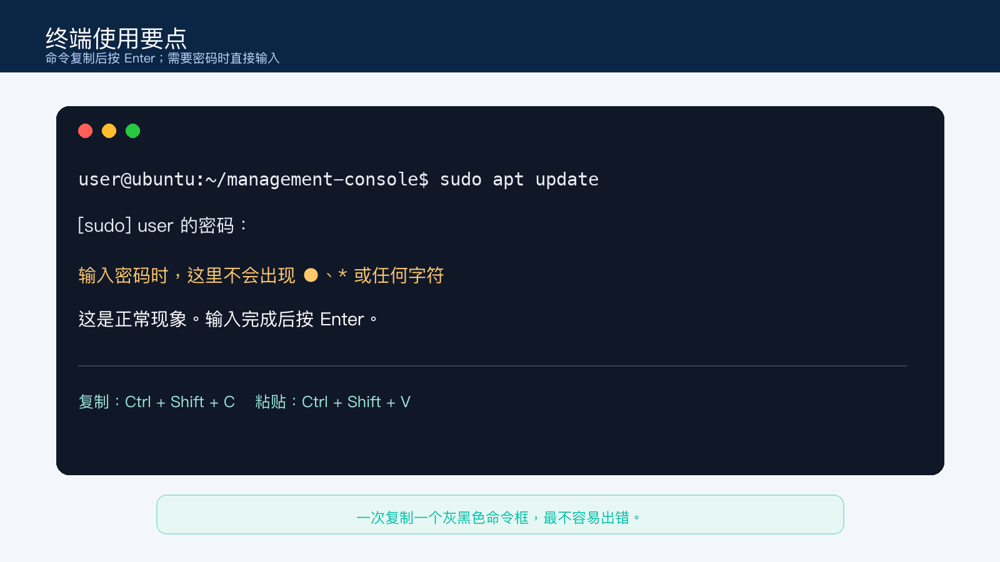 终端使用要点
命令复制后按 Enter；需要密码时直接输入
user@ubuntu:~/management-console$ sudo apt update
[sudo] user 的密码：
输入密码时，这里不会出现 ●、* 或任何字符
这是正常现象。输入完成后按 Enter。
复制：Ctrl + Shift + C 粘贴：Ctrl + Shift + V
一次复制一个灰黑色命令框，最不容易出错。